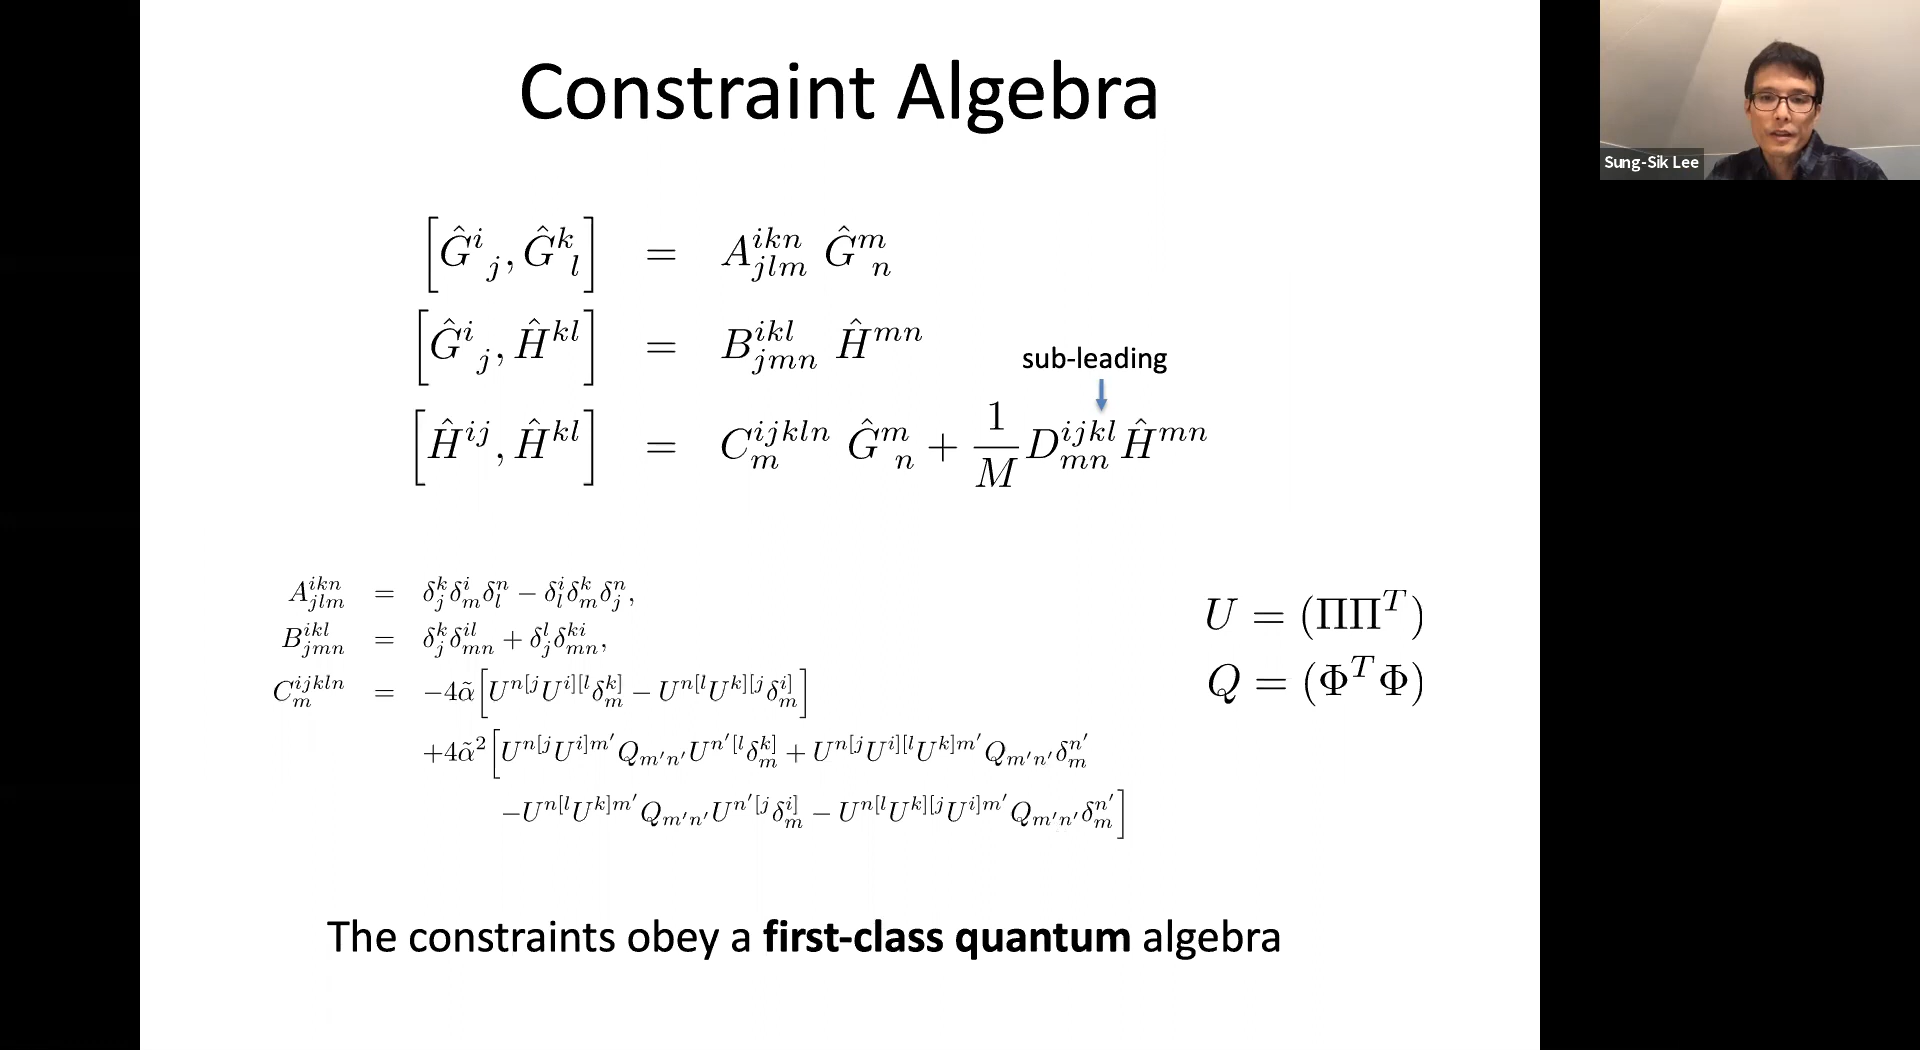 Constraint Algebra
Sung-Sik Lee
[Ĝ^i_j, Ĝ^k_l] = A^{ikn}_{jlm} Ĝ^m_n
[Ĝ^i_j, Ĥ^{kl}] = B^{ikl}_{jmn} Ĥ^{mn}
sub-leading
[Ĥ^{ij}, Ĥ^{kl}] = C^{ijkln}_m Ĝ^m_n + \frac{1}{M} D^{ijkl}_{mn} Ĥ^{mn}
A^{ikn}_{jlm} = δ^k_j δ^i_m δ^n_l − δ^i_l δ^k_m δ^n_j,
B^{ikl}_{jmn} = δ^k_j δ^{il}_{mn} + δ^l_j δ^{ki}_{mn},
C^{ijkln}_m = −4α̃[U^{n[j} U^{i][l} δ^{k]}_m − U^{n[l} U^{k][j} δ^{i]}_m]
+4α̃^2[U^{n[j} U^{i]m′} Q_{m′n′} U^{n′[l} δ^{k]}_m + U^{n[j} U^{i][l} U^{k]m′} Q_{m′n′} δ^{n′}_m
−U^{n[l} U^{k]m′} Q_{m′n′} U^{n′[j} δ^{i]}_m − U^{n[l} U^{k][j} U^{i]m′} Q_{m′n′} δ^{n′}_m]
U = (ΠΠ^T)
Q = (Φ^TΦ)
The constraints obey a first-class quantum algebra